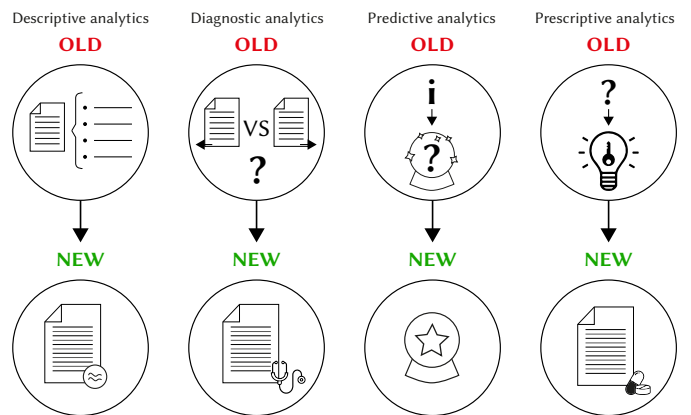 Descriptive analytics
Diagnostic analytics
Predictive analytics
Prescriptive analytics
OLD
OLD
OLD
OLD
VS
?
i
?
?
NEW
NEW
NEW
NEW